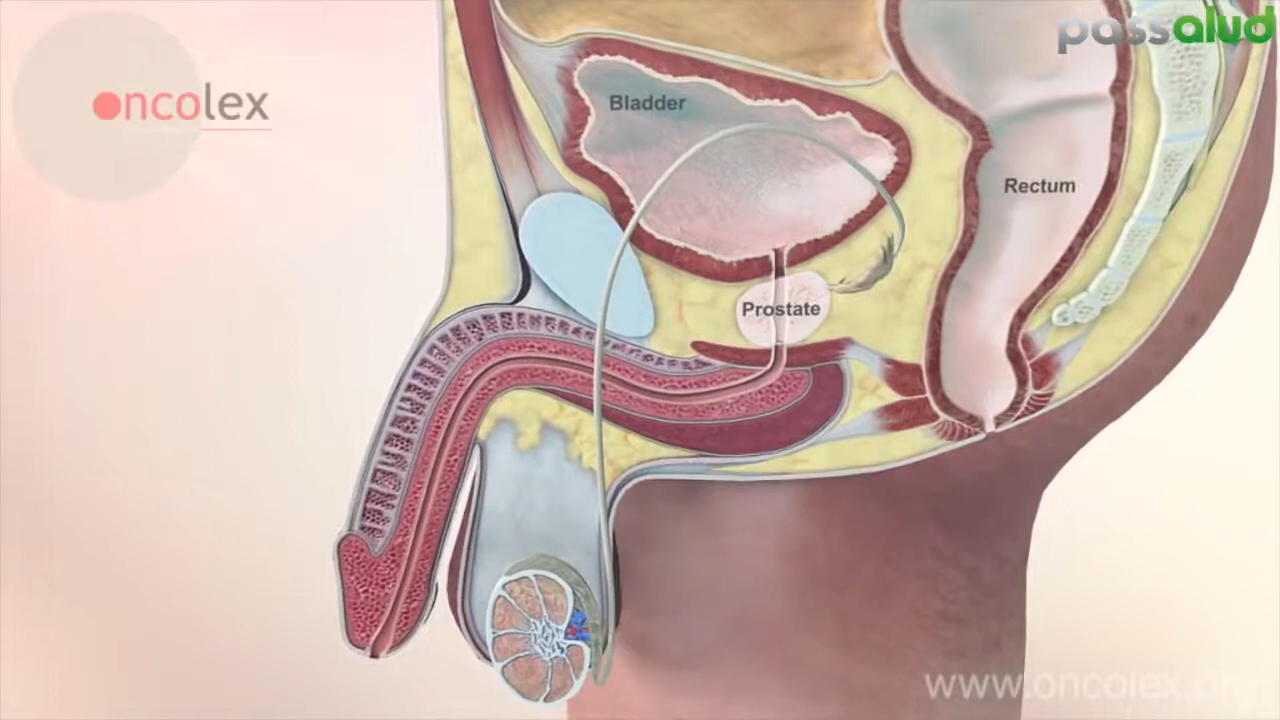 passalud
oncolex
Bladder
Rectum
Prostate
www.oncolex.org